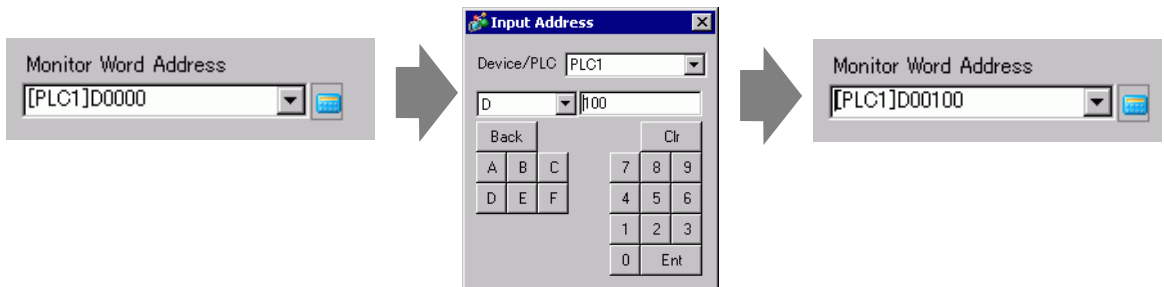 Monitor Word Address
[PLC1]D0000
Input Address
Device/PLC PLC1
D 100
Back Clr
A B C 7 8 9
D E F 4 5 6
1 2 3
0 Ent
Monitor Word Address
[PLC1]D00100